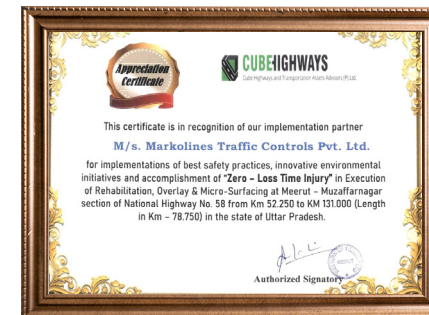 Appreciation
Certificate
CUBEHIGHWAYS
Cube Highways and Transportation Assets Advisors (P) Ltd.
This certificate is in recognition of our implementation partner
M/s. Markolines Traffic Controls Pvt. Ltd.
for implementations of best safety practices, innovative environmental
initiatives and accomplishment of "Zero – Loss Time Injury" in Execution
of Rehabilitation, Overlay & Micro-Surfacing at Meerut – Muzaffarnagar
section of National Highway No. 58 from Km 52.250 to KM 131.000 (Length
in Km – 78.750) in the state of Uttar Pradesh.
Authorized Signatory